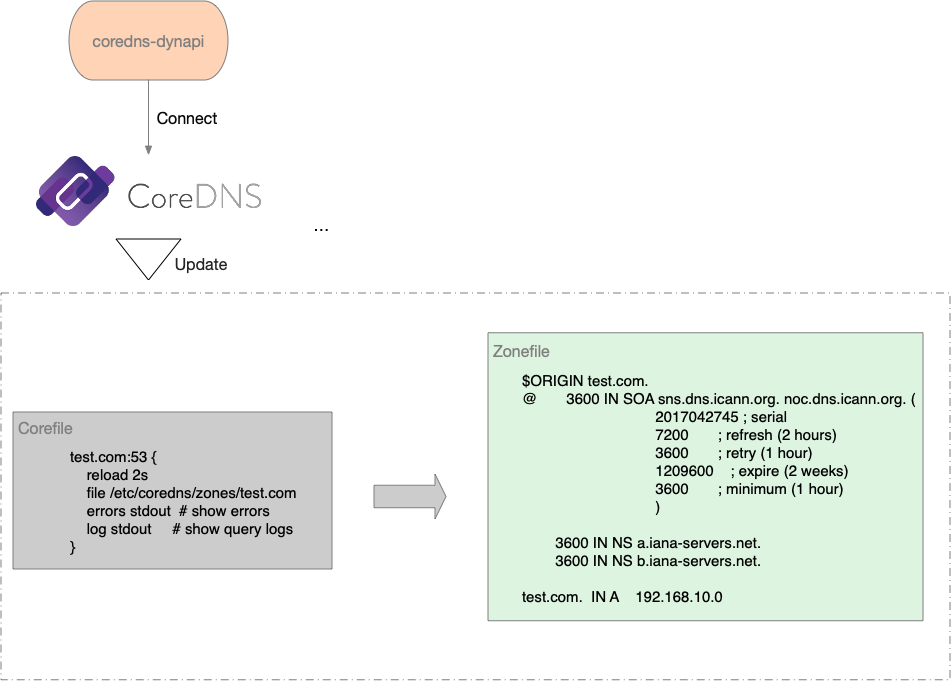 coredns-dynapi
Connect
CoreDNS
...
Update
Corefile
test.com:53 {
reload 2s
file /etc/coredns/zones/test.com
errors stdout # show errors
log stdout # show query logs
}
Zonefile
$ORIGIN test.com.
@ 3600 IN SOA sns.dns.icann.org. noc.dns.icann.org. (
2017042745 ; serial
7200 ; refresh (2 hours)
3600 ; retry (1 hour)
1209600 ; expire (2 weeks)
3600 ; minimum (1 hour)
)
3600 IN NS a.iana-servers.net.
3600 IN NS b.iana-servers.net.
test.com. IN A 192.168.10.0